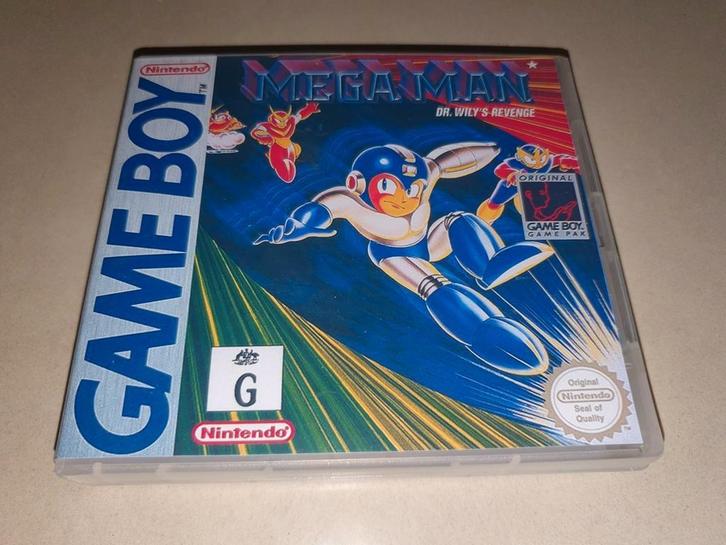 Nintendo
GAME BOY™
MEGA MAN
DR. WILY'S REVENGE
ORIGINAL
GAME BOY
GAME PAK
G
Nintendo
Original
Nintendo
Seal of
Quality